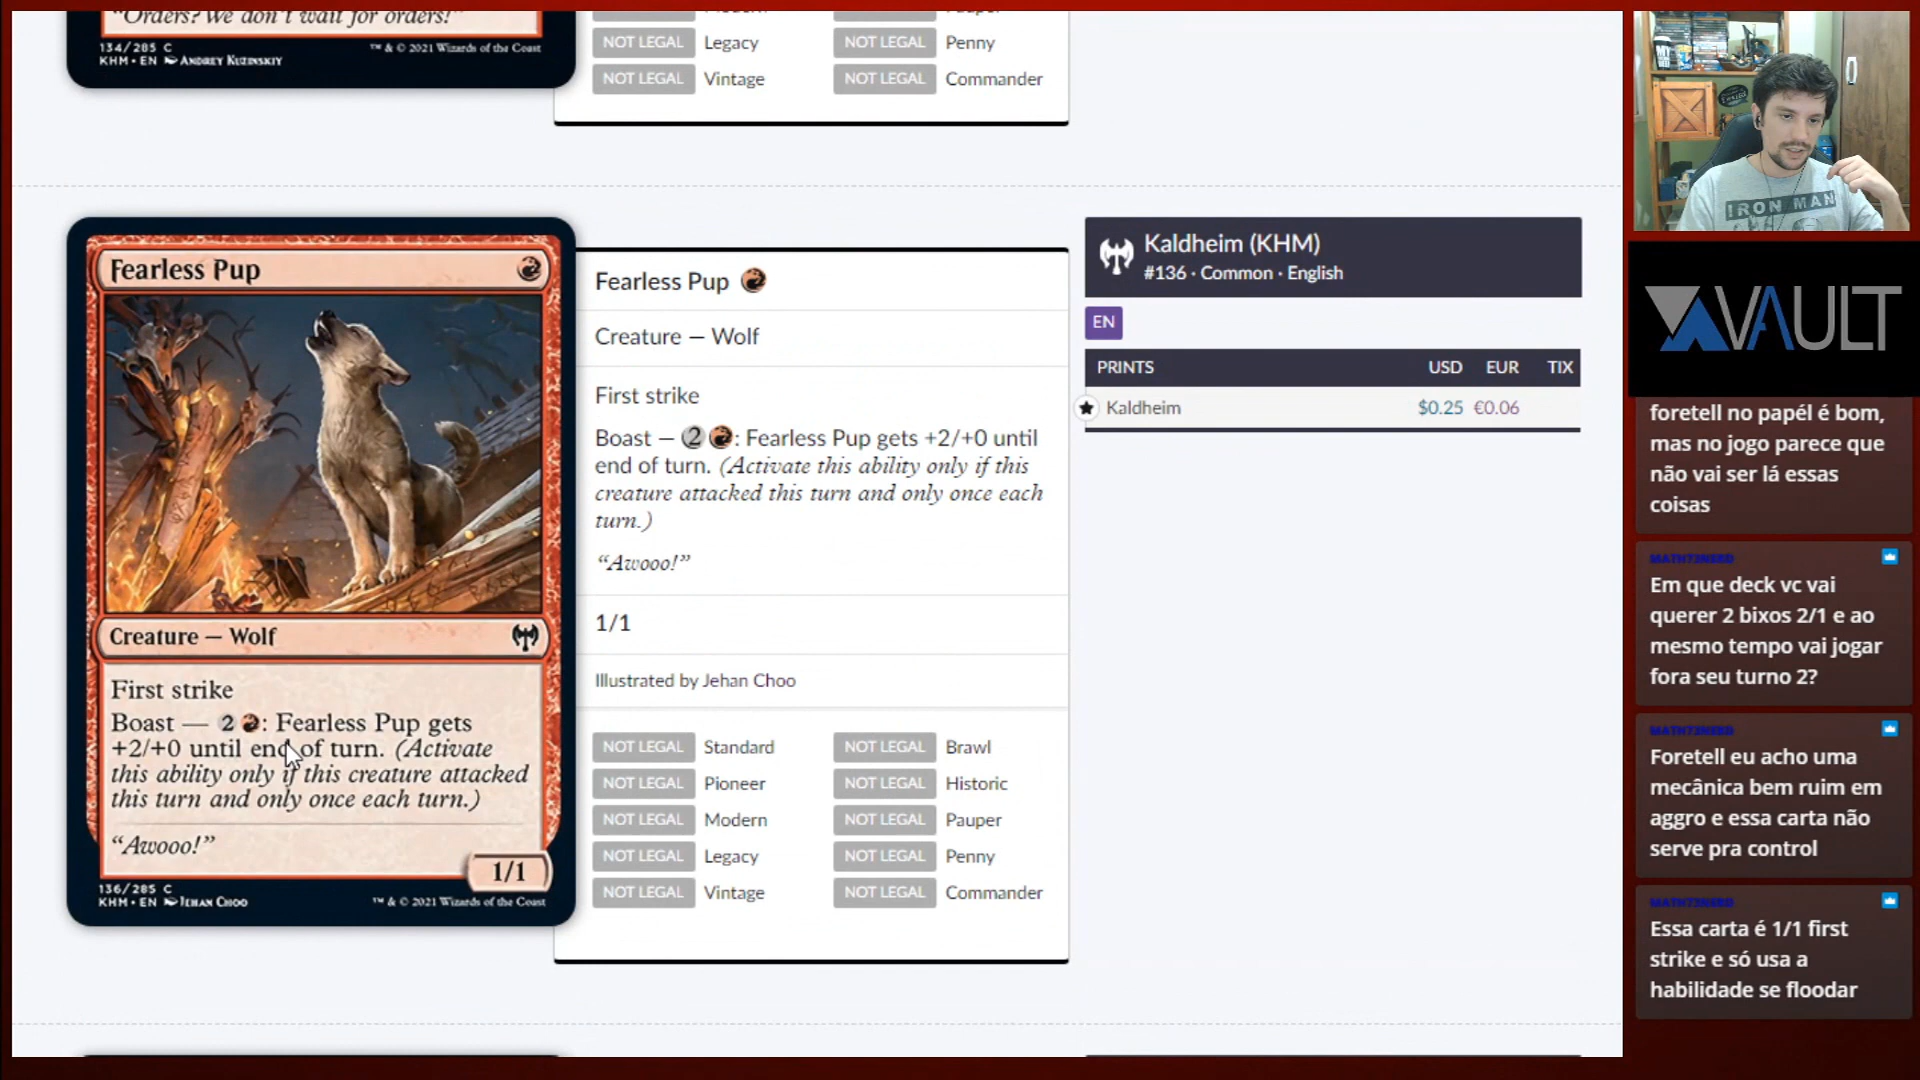 "Orders? We don't wait for orders!"
134/285 C
KHM • EN ANDREY KUZINSKIY
™ & © 2021 Wizards of the Coast
NOT LEGAL Legacy
NOT LEGAL Penny
NOT LEGAL Vintage
NOT LEGAL Commander
Fearless Pup
Creature — Wolf
First strike
Boast — 2 : Fearless Pup gets
+2/+0 until end of turn. (Activate
this ability only if this creature attacked
this turn and only once each turn.)
"Awooo!"
1/1
136/285 C
KHM • EN JEHAN CHOO
™ & © 2021 Wizards of the Coast
Fearless Pup
Creature — Wolf
First strike
Boast — 2 : Fearless Pup gets +2/+0 until
end of turn. (Activate this ability only if this
creature attacked this turn and only once each
turn.)
"Awooo!"
1/1
Illustrated by Jehan Choo
NOT LEGAL Standard
NOT LEGAL Brawl
NOT LEGAL Pioneer
NOT LEGAL Historic
NOT LEGAL Modern
NOT LEGAL Pauper
NOT LEGAL Legacy
NOT LEGAL Penny
NOT LEGAL Vintage
NOT LEGAL Commander
Kaldheim (KHM)
#136 · Common · English
EN
PRINTS USD EUR TIX
Kaldheim $0.25 €0.06
IRON MAN
VAULT
foretell no papél é bom,
mas no jogo parece que
não vai ser lá essas
coisas
Em que deck vc vai
querer 2 bixos 2/1 e ao
mesmo tempo vai jogar
fora seu turno 2?
Foretell eu acho uma
mecânica bem ruim em
aggro e essa carta não
serve pra control
Essa carta é 1/1 first
strike e só usa a
habilidade se floodar